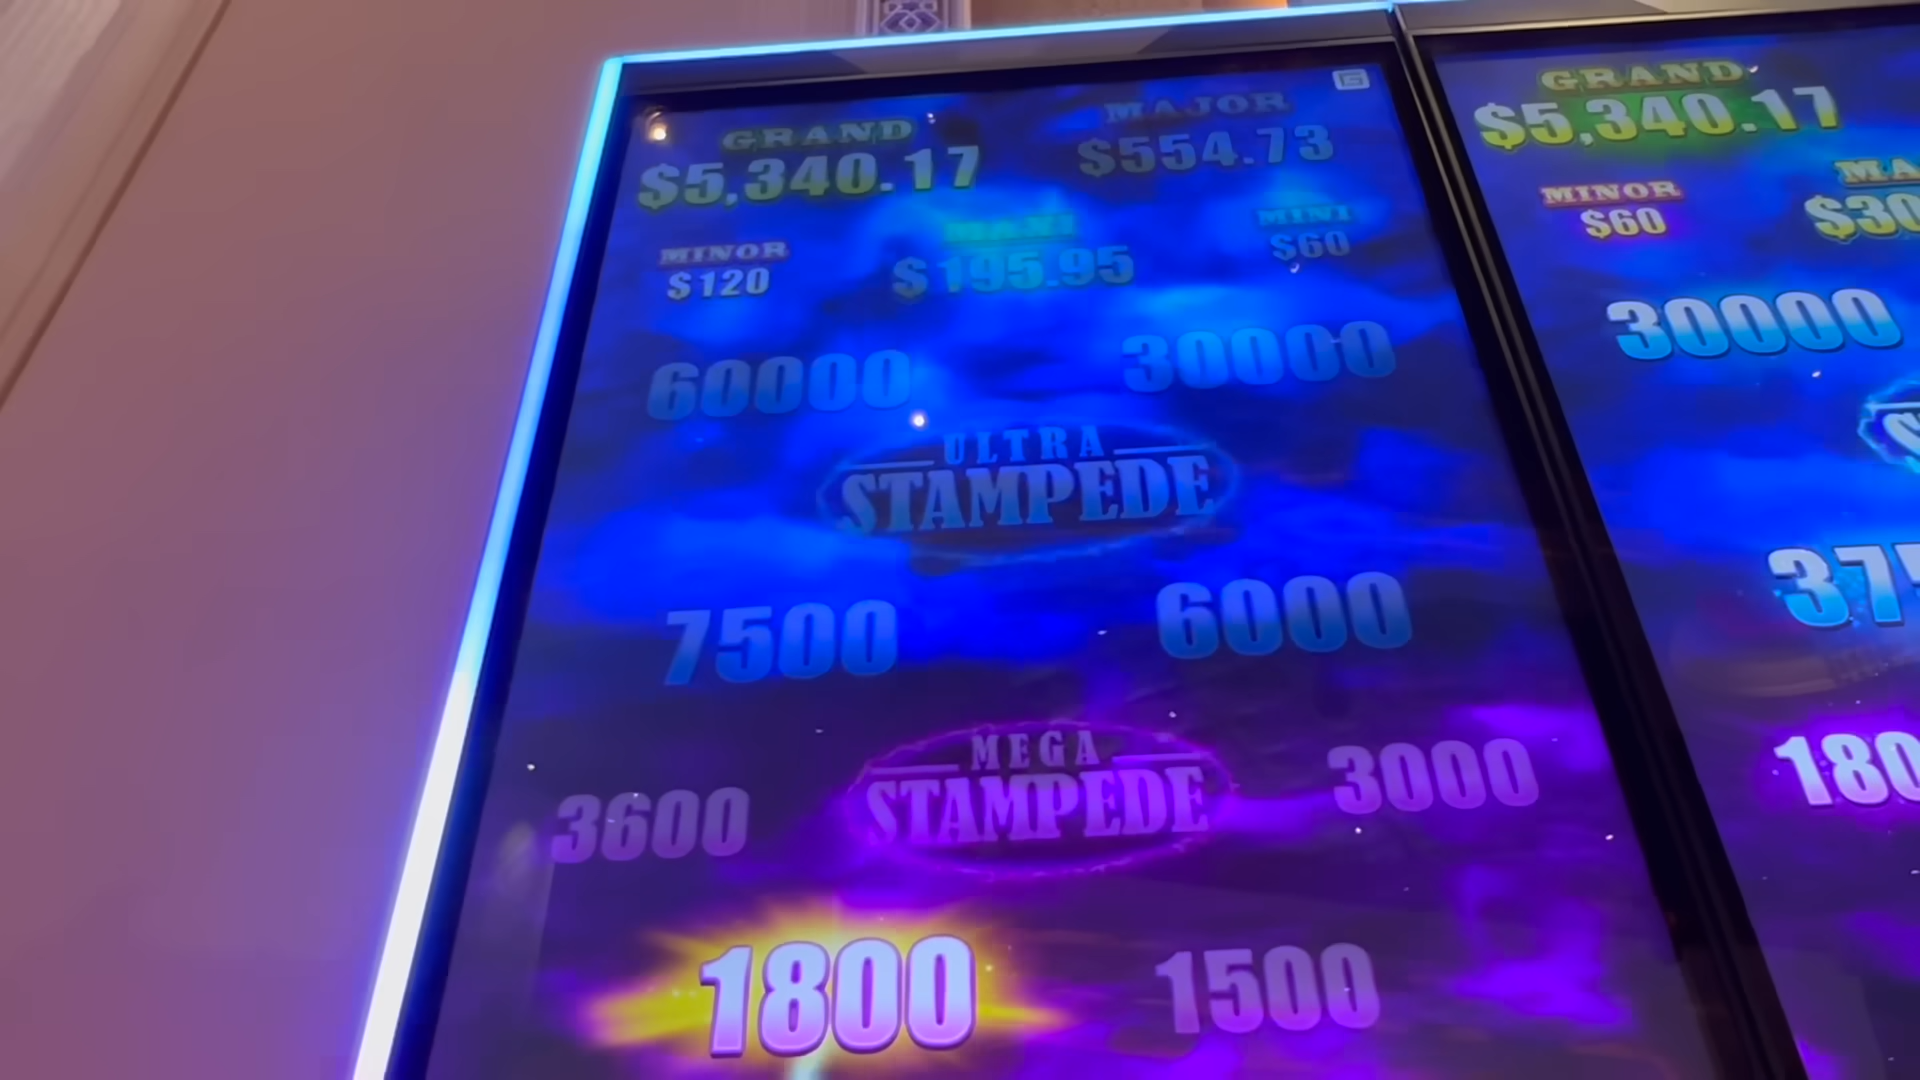 GRAND MAJOR
$5,340.17 $554.73
MINOR MAXI MINI
$120 $195.95 $60
60000 30000
ULTRA
STAMPEDE
7500 6000
MEGA
STAMPEDE
3600 3000
1800 1500
GRAND
$5,340.17
MINOR
$60
30000